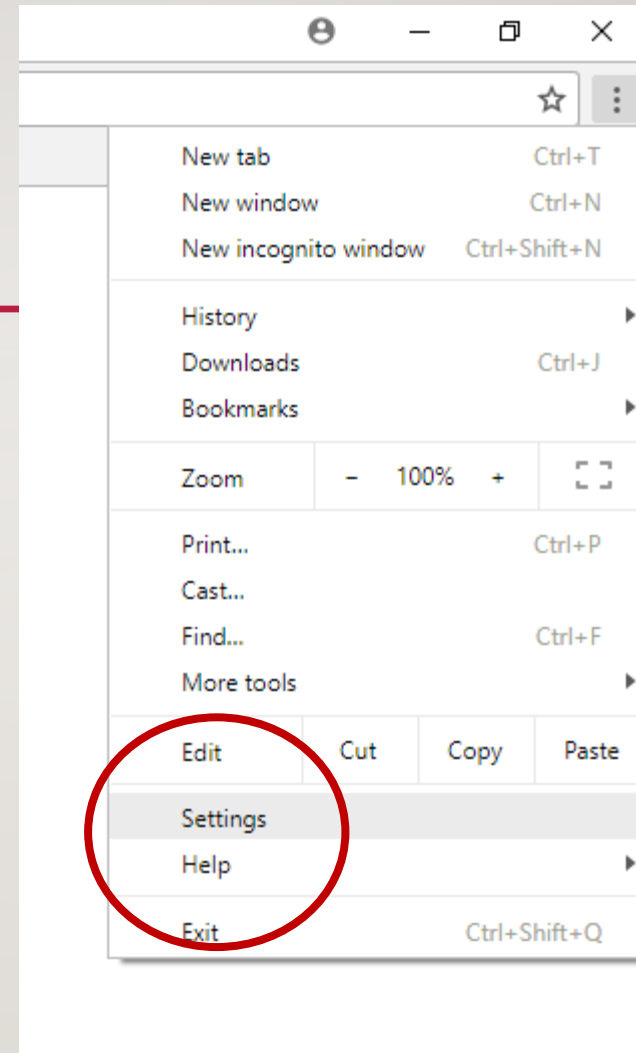 New tab Ctrl+T
New window Ctrl+N
New incognito window Ctrl+Shift+N
History
Downloads Ctrl+J
Bookmarks
Zoom - 100% +
Print... Ctrl+P
Cast...
Find... Ctrl+F
More tools
Edit Cut Copy Paste
Settings
Help
Exit Ctrl+Shift+Q